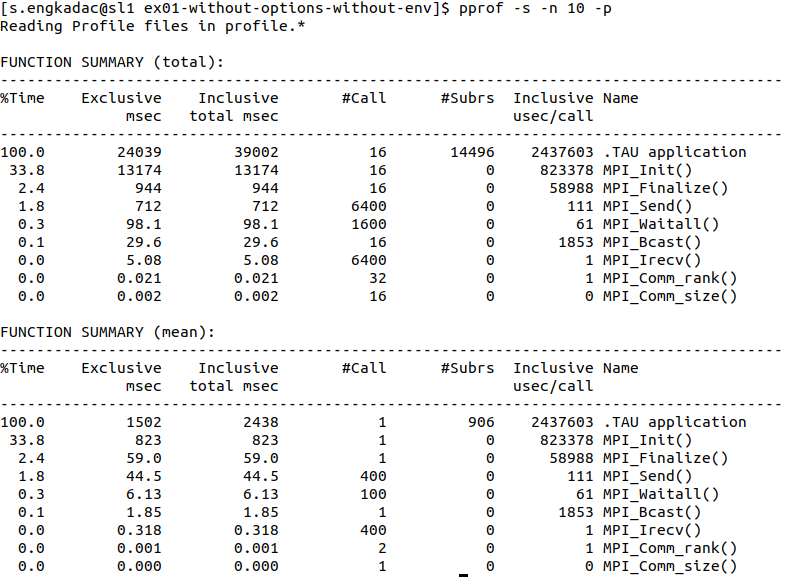 [s.engkadac@sl1 ex01-without-options-without-env]$ pprof -s -n 10 -p
Reading Profile files in profile.*

FUNCTION SUMMARY (total):
---------------------------------------------------------------------------------------
%Time    Exclusive    Inclusive       #Call      #Subrs  Inclusive Name
              msec   total msec                          usec/call
---------------------------------------------------------------------------------------
100.0        24039        39002          16       14496    2437603 .TAU application
 33.8        13174        13174          16           0     823378 MPI_Init()
  2.4          944          944          16           0      58988 MPI_Finalize()
  1.8          712          712        6400           0        111 MPI_Send()
  0.3         98.1         98.1        1600           0         61 MPI_Waitall()
  0.1         29.6         29.6          16           0       1853 MPI_Bcast()
  0.0         5.08         5.08        6400           0          1 MPI_Irecv()
  0.0        0.021        0.021          32           0          1 MPI_Comm_rank()
  0.0        0.002        0.002          16           0          0 MPI_Comm_size()

FUNCTION SUMMARY (mean):
---------------------------------------------------------------------------------------
%Time    Exclusive    Inclusive       #Call      #Subrs  Inclusive Name
              msec   total msec                          usec/call
---------------------------------------------------------------------------------------
100.0         1502         2438           1         906    2437603 .TAU application
 33.8          823          823           1           0     823378 MPI_Init()
  2.4         59.0         59.0           1           0      58988 MPI_Finalize()
  1.8         44.5         44.5         400           0        111 MPI_Send()
  0.3         6.13         6.13         100           0         61 MPI_Waitall()
  0.1         1.85         1.85           1           0       1853 MPI_Bcast()
  0.0        0.318        0.318         400           0          1 MPI_Irecv()
  0.0        0.001        0.001           2           0          1 MPI_Comm_rank()
  0.0        0.000        0.000           1           0          0 MPI_Comm_size()